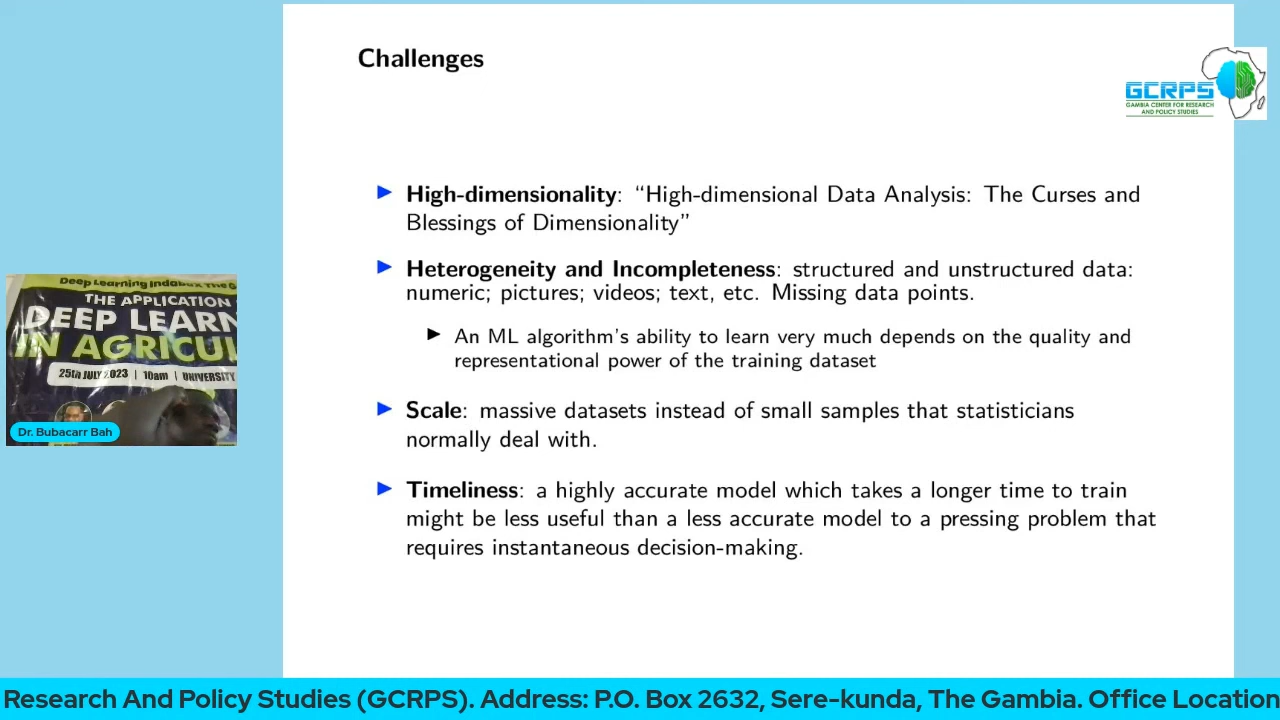 Challenges
GCRPS
GAMBIA CENTER FOR RESEARCH
AND POLICY STUDIES
High-dimensionality: “High-dimensional Data Analysis: The Curses and
Blessings of Dimensionality”
Heterogeneity and Incompleteness: structured and unstructured data:
numeric; pictures; videos; text, etc. Missing data points.
An ML algorithm's ability to learn very much depends on the quality and
representational power of the training dataset
Scale: massive datasets instead of small samples that statisticians
normally deal with.
Timeliness: a highly accurate model which takes a longer time to train
might be less useful than a less accurate model to a pressing problem that
requires instantaneous decision-making.
Deep Learning IndabaX The G
THE APPLICATION
DEEP LEARN
IN AGRICU
25th JULY 2023 | 10am | UNIVERSITY
Dr. Bubacarr Bah
Research And Policy Studies (GCRPS). Address: P.O. Box 2632, Sere-kunda, The Gambia. Office Location